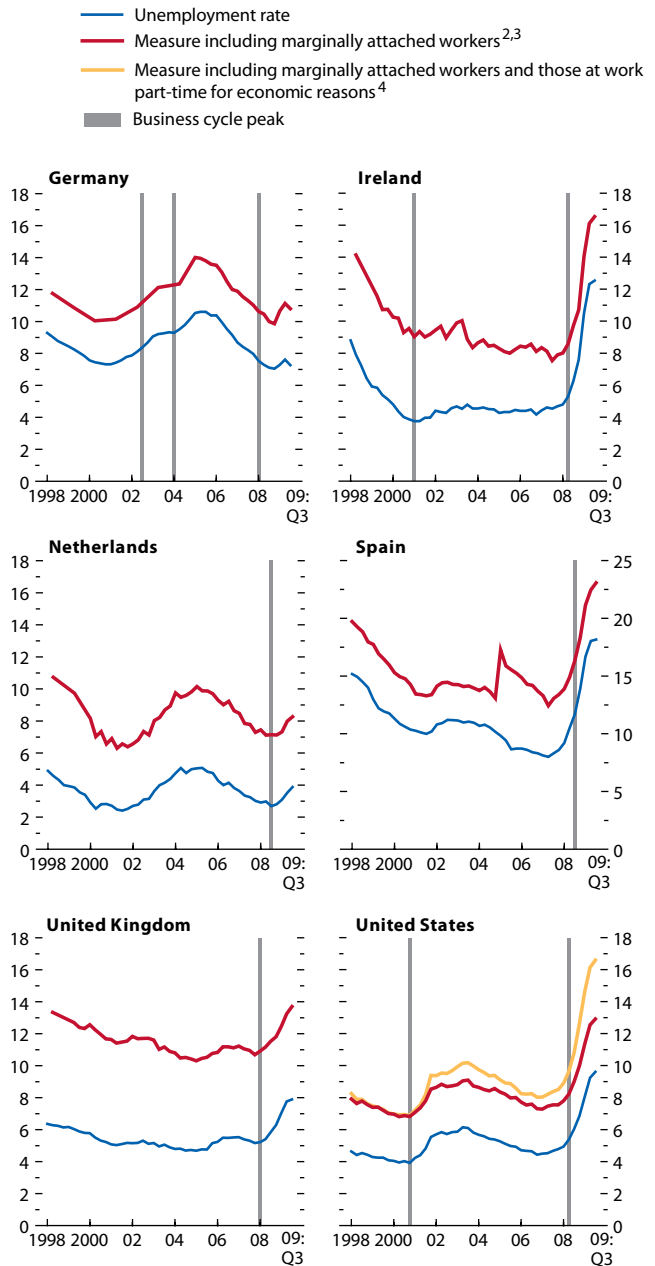 Unemployment rate
Measure including marginally attached workers2,3
Measure including marginally attached workers and those at work
part-time for economic reasons4
Business cycle peak
Germany
18
16
14
12
10
8
6
4
2
0
1998 2000 02 04 06 08 09:
Q3
Ireland
18
16
14
12
10
8
6
4
2
0
1998 2000 02 04 06 08 09:
Q3
Netherlands
18
16
14
12
10
8
6
4
2
0
1998 2000 02 04 06 08 09:
Q3
Spain
25
20
15
10
5
0
1998 2000 02 04 06 08 09:
Q3
United Kingdom
18
16
14
12
10
8
6
4
2
0
1998 2000 02 04 06 08 09:
Q3
United States
18
16
14
12
10
8
6
4
2
0
1998 2000 02 04 06 08 09:
Q3